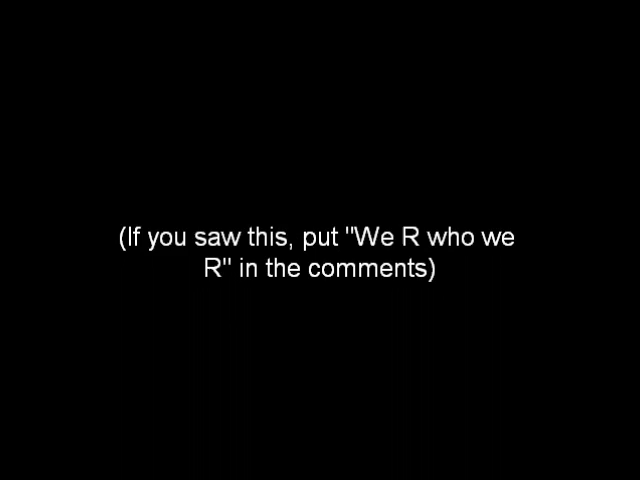 (If you saw this, put "We R who we
R" in the comments)